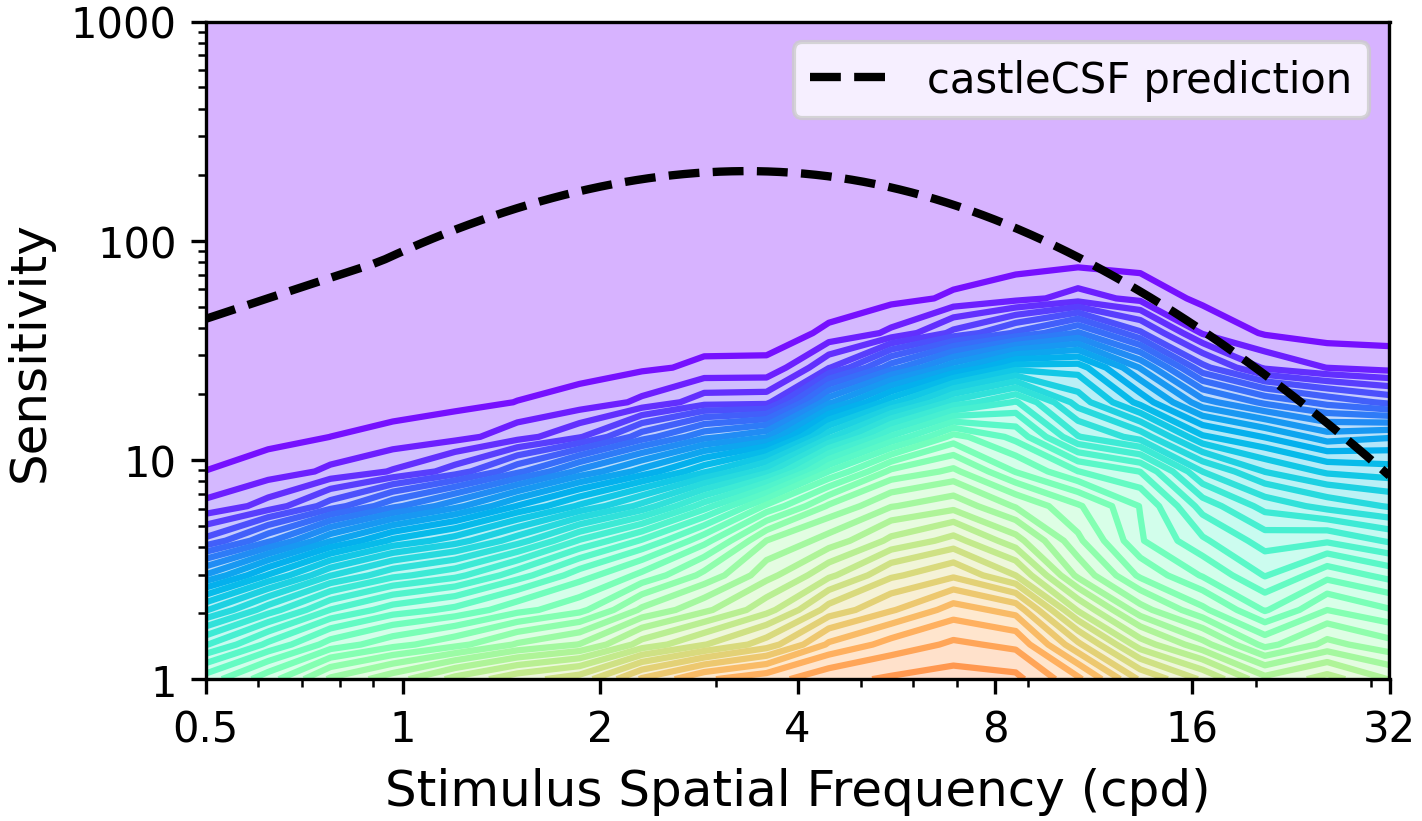 1000
100
10
1
Sensitivity
castleCSF prediction
0.5 1 2 4 8 16 32
Stimulus Spatial Frequency (cpd)